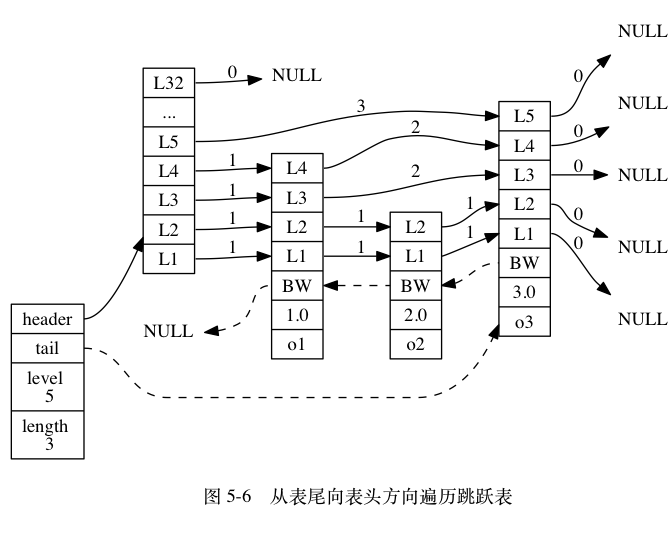 NULL
L32
0
NULL
NULL
...
0
L5
3
L5
L4
1
L4
2
L4
0
NULL
L3
1
L3
2
L3
0
NULL
L2
1
L2
1
L2
1
L2
0
NULL
L1
1
L1
1
L1
1
L1
0
NULL
BW
BW
BW
header
NULL
1.0
2.0
3.0
tail
o1
o2
o3
level
5
length
3
图 5-6 从表尾向表头方向遍历跳跃表